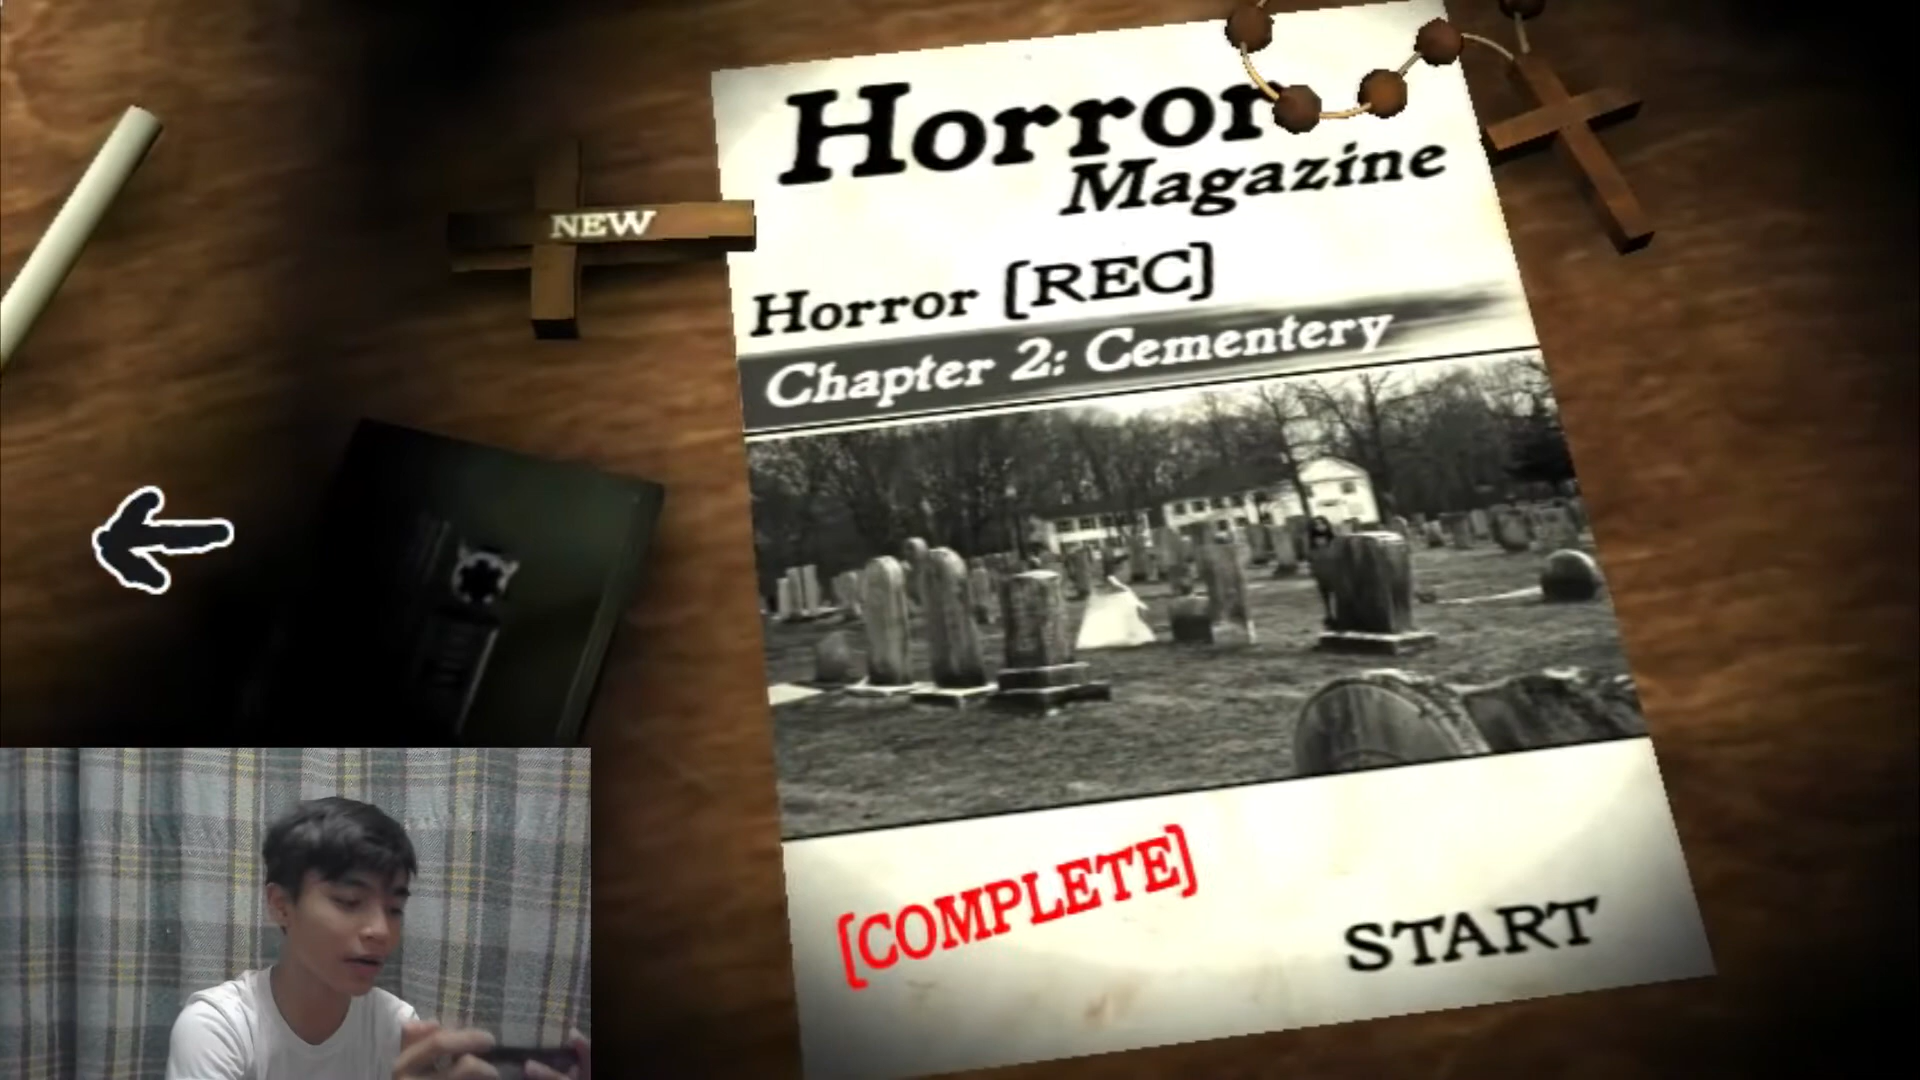 Horror
Magazine
NEW
Horror [REC]
Chapter 2: Cementery
[COMPLETE]
START